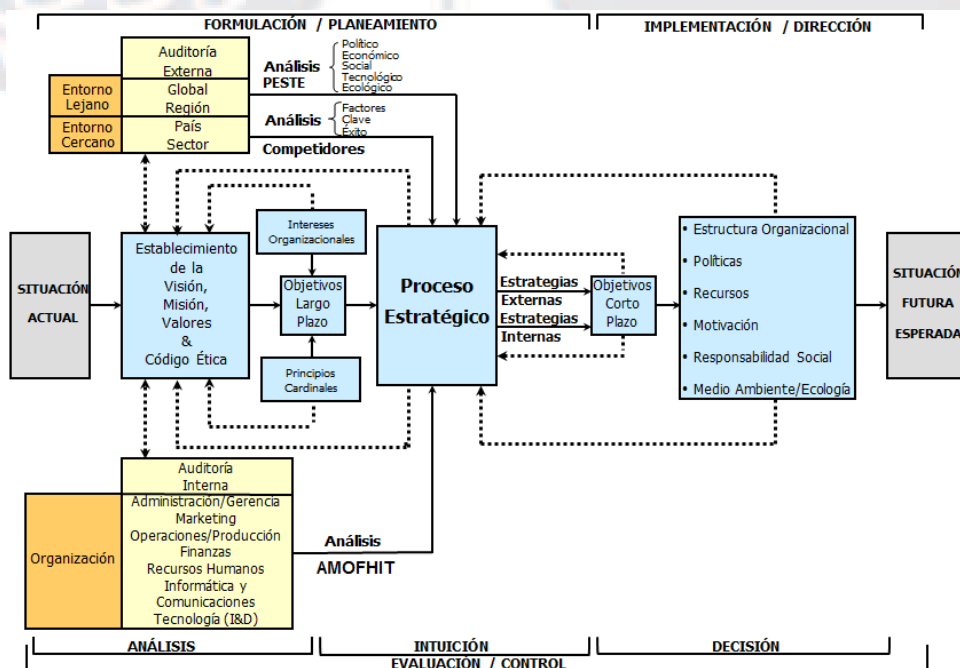 FORMULACIÓN / PLANEAMIENTO
IMPLEMENTACIÓN / DIRECCIÓN
Auditoría
Externa
Entorno
Lejano
Global
Región
Entorno
Cercano
País
Sector
Análisis
PESTE
Político
Económico
Social
Tecnológico
Ecológico
Análisis
Competidores
Factores
Clave
Éxito
SITUACIÓN
ACTUAL
Establecimiento
de la
Visión,
Misión,
Valores
&
Código Ética
Intereses
Organizacionales
Objetivos
Largo
Plazo
Principios
Cardinales
Proceso
Estratégico
Estrategias
Externas
Estrategias
Internas
Objetivos
Corto
Plazo
• Estructura Organizacional
• Políticas
• Recursos
• Motivación
• Responsabilidad Social
• Medio Ambiente/Ecología
SITUACIÓN
FUTURA
ESPERADA
Auditoría
Interna
Organización
Administración/Gerencia
Marketing
Operaciones/Producción
Finanzas
Recursos Humanos
Informática y
Comunicaciones
Tecnología (I&D)
Análisis
AMOFHIT
ANÁLISIS
INTUICIÓN
DECISIÓN
EVALUACIÓN / CONTROL